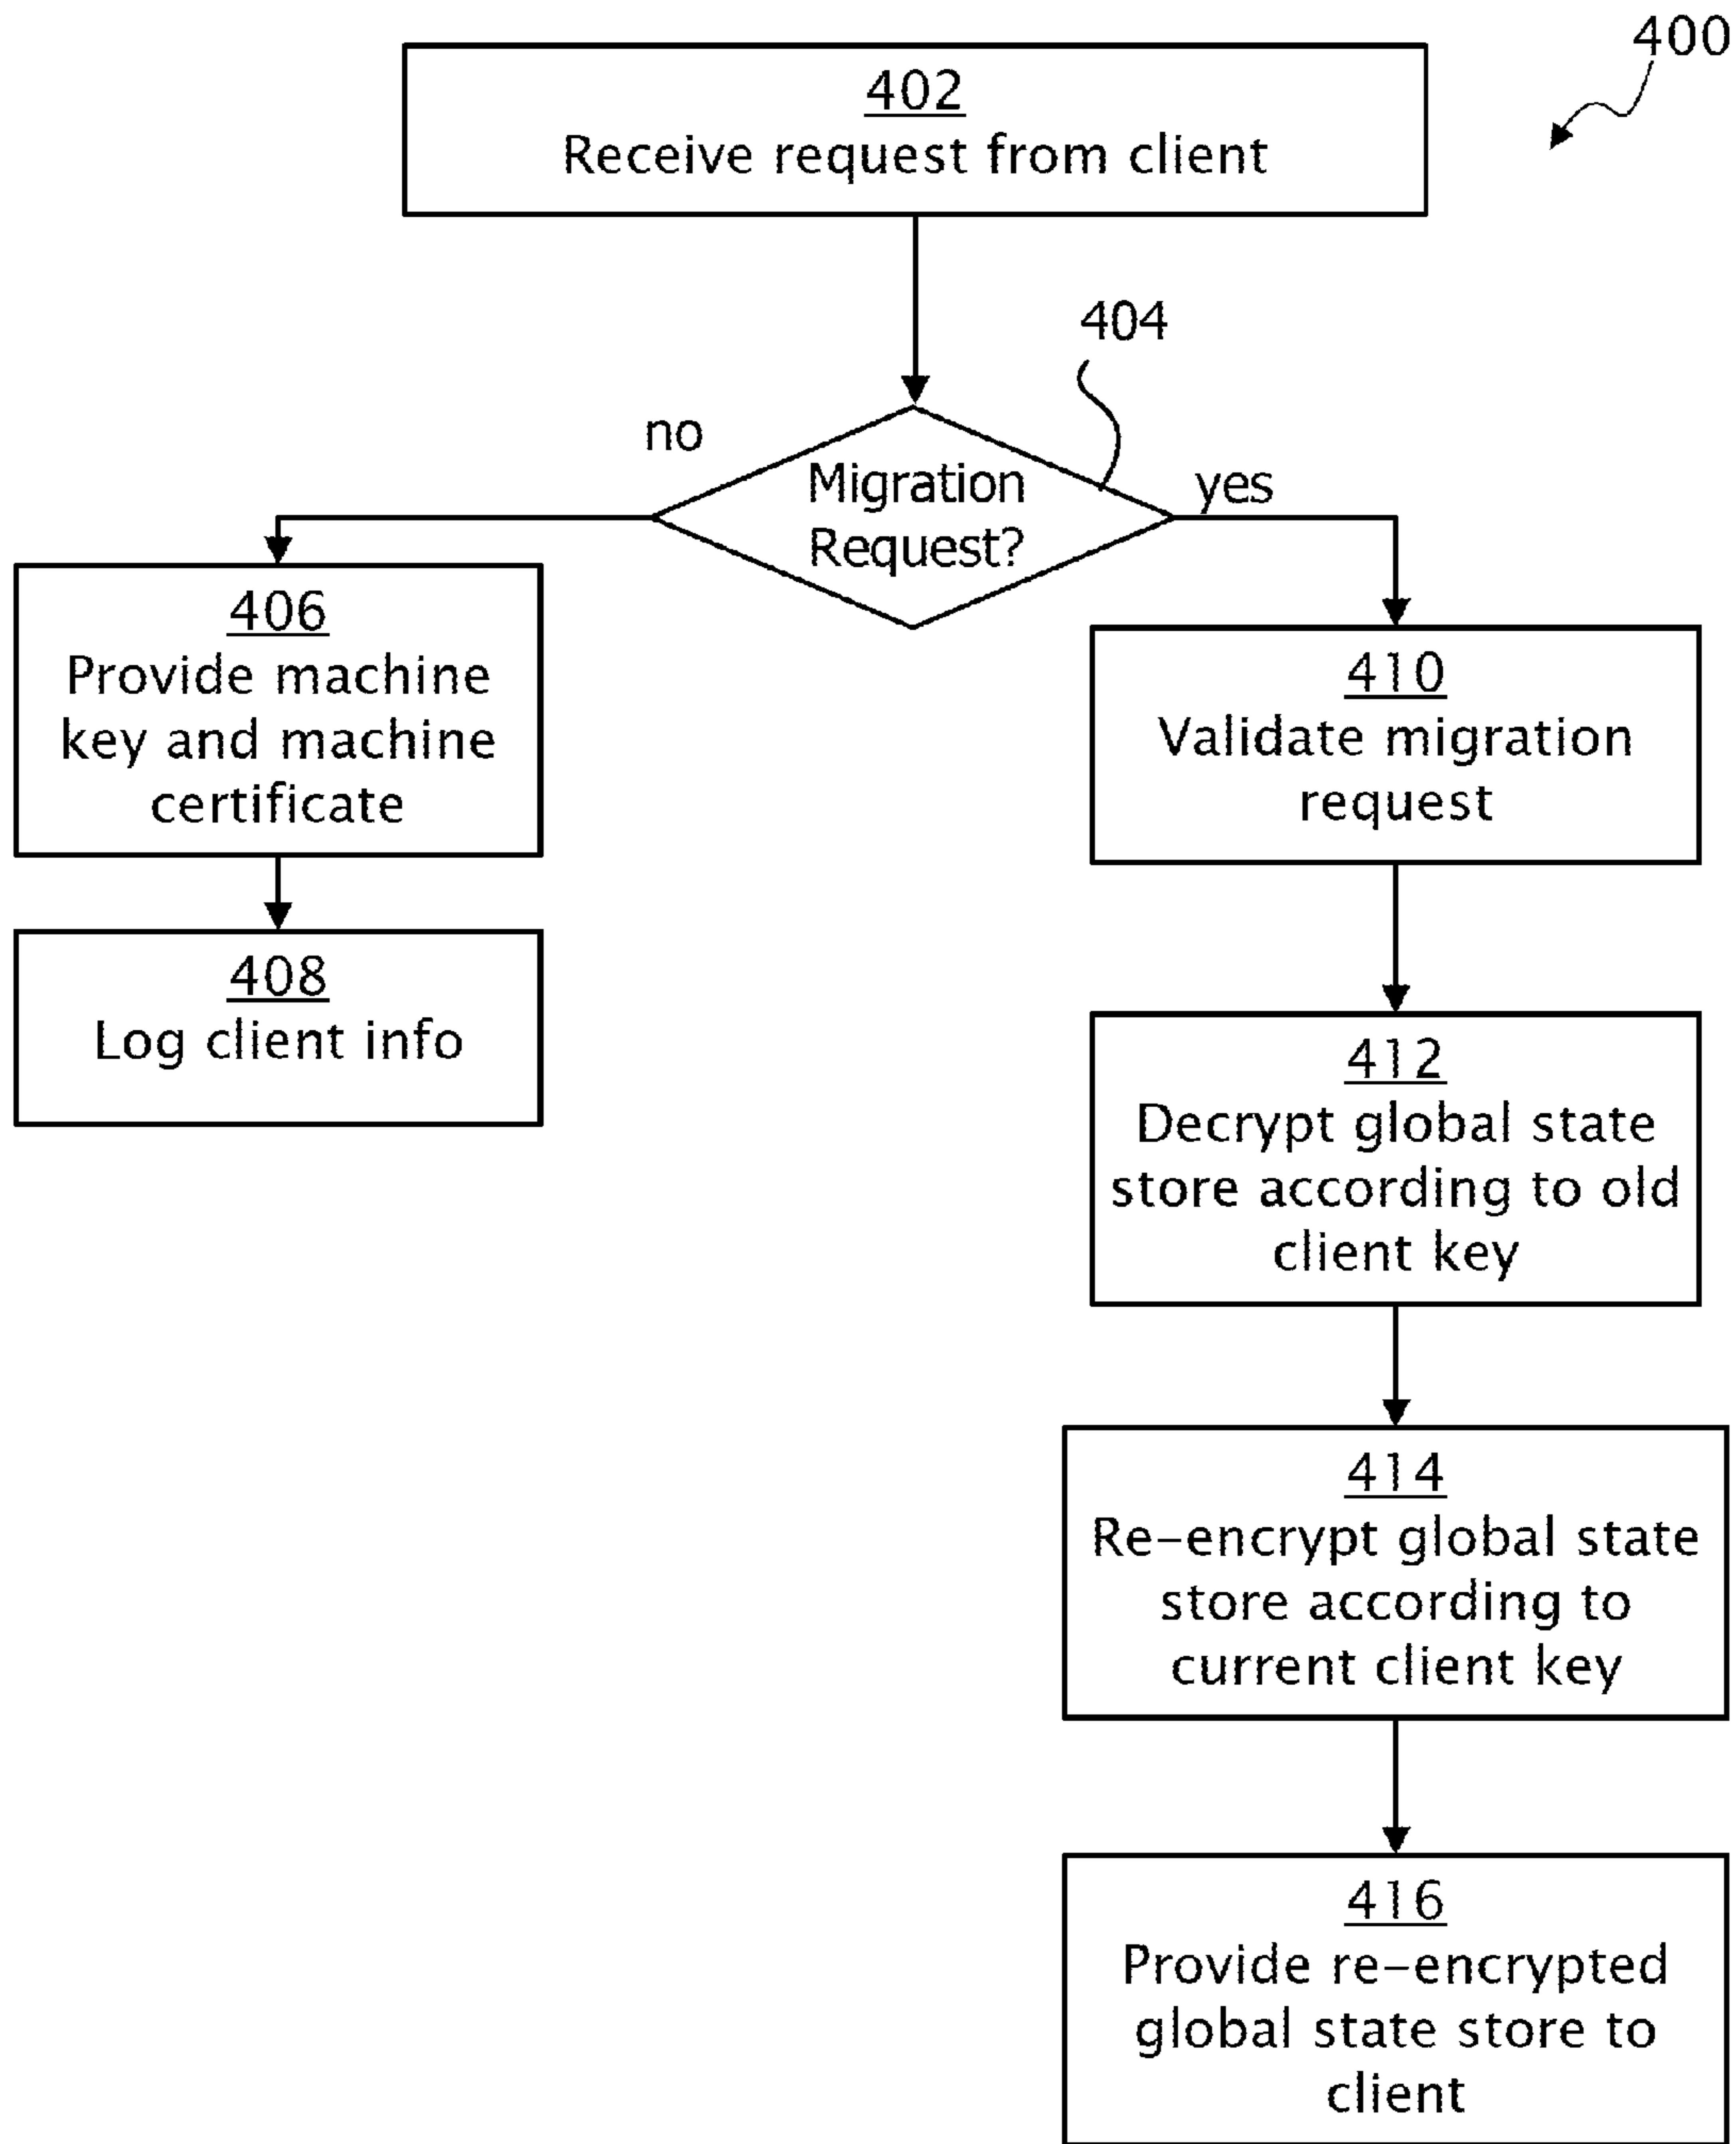 400
402
Receive request from client
404
no
Migration
Request?
yes
406
Provide machine
key and machine
certificate
408
Log client info
410
Validate migration
request
412
Decrypt global state
store according to old
client key
414
Re-encrypt global state
store according to
current client key
416
Provide re-encrypted
global state store to
client